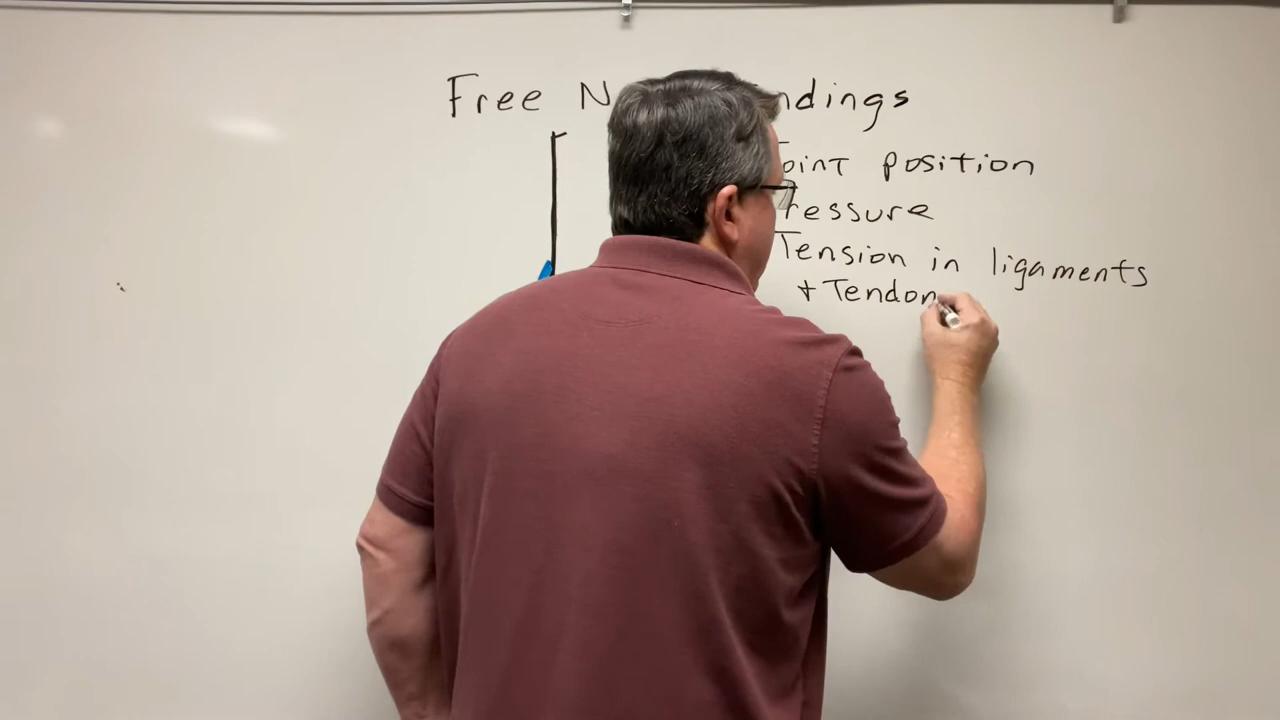 Free N ndings
oint position
ressure
Tension in ligaments
+ Tendon